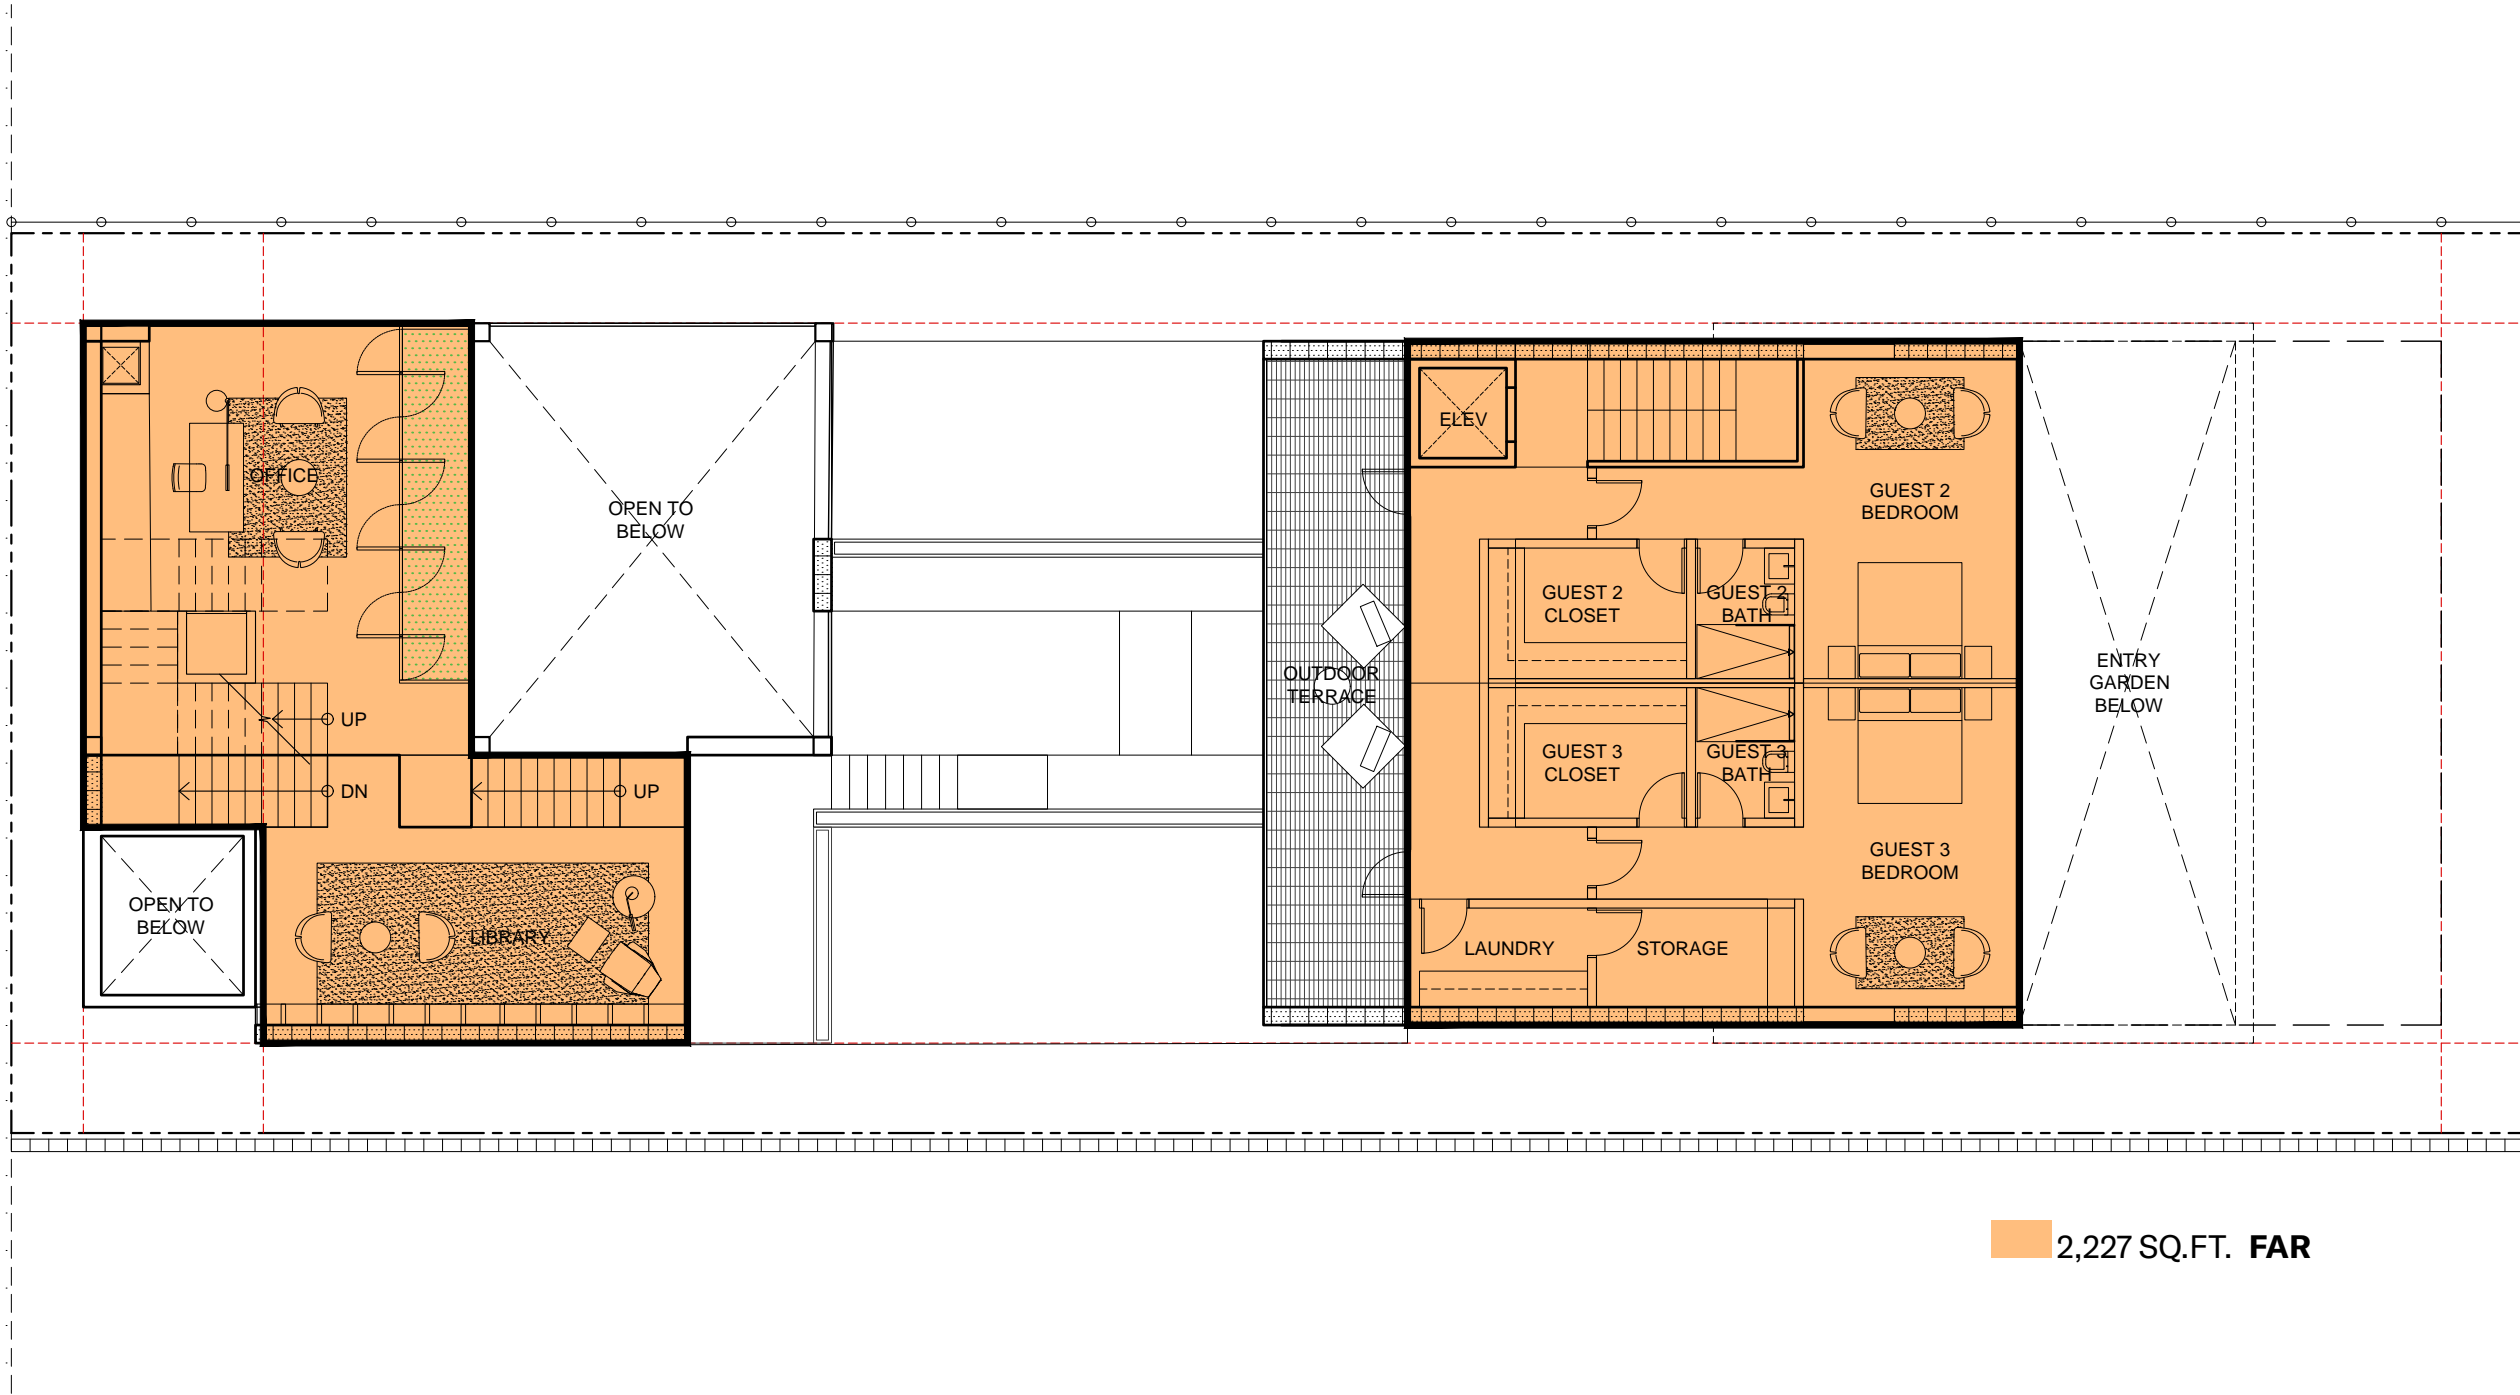 ELEV
OFFICE
GUEST 2
BEDROOM
OPEN TO
BELOW
GUEST 2
CLOSET
GUEST 2
BATH
OUTDOOR
TERRACE
ENTRY
GARDEN
BELOW
UP
GUEST 3
CLOSET
GUEST 3
BATH
DN
UP
GUEST 3
BEDROOM
OPEN TO
BELOW
LIBRARY
LAUNDRY
STORAGE
2,227 SQ.FT. FAR